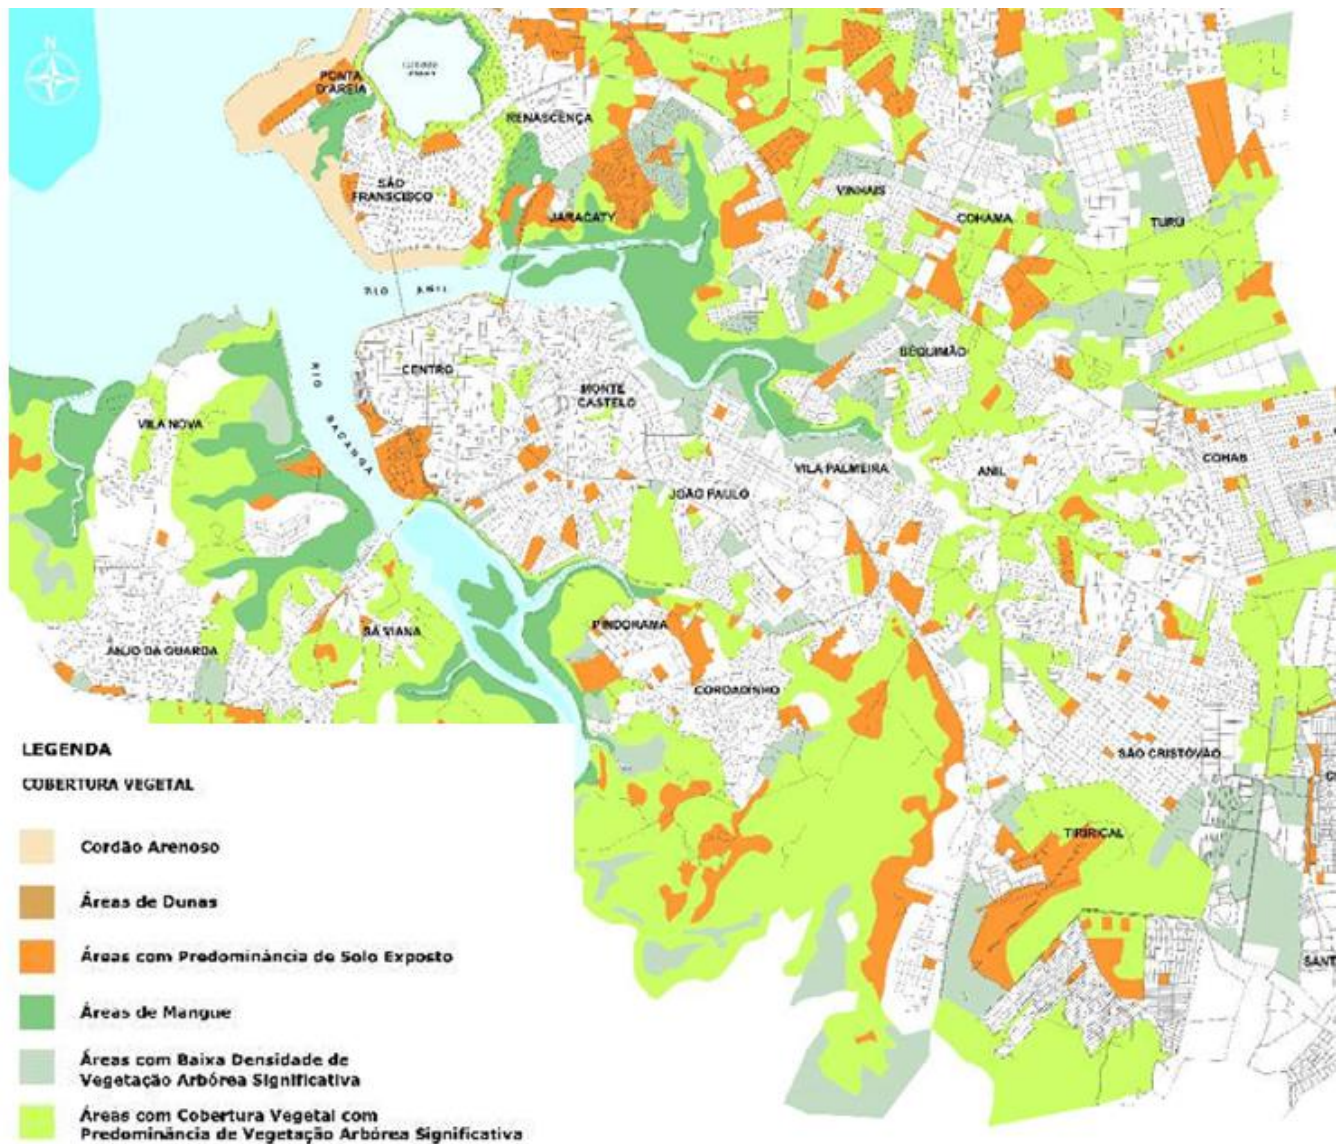 N
PONTA
D'AREIA
RENASCENÇA
SÃO
FRANSCISCO
JARACATY
VINHAIS
COHAMA
TURÚ
RIO ANIL
BEQUIMÃO
CENTRO
MONTE
CASTELO
RIO BACANGA
VILA NOVA
VILA PALMEIRA
ANIL
COHAB
JOÃO PAULO
PINDORAMA
SÁ VIANA
ANJO DA GUARDA
COROADINHO
SÃO CRISTOVÃO
TIRIRICAL
SANT
LEGENDA
COBERTURA VEGETAL
Cordão Arenoso
Áreas de Dunas
Áreas com Predominância de Solo Exposto
Áreas de Mangue
Áreas com Baixa Densidade de
Vegetação Arbórea Significativa
Áreas com Cobertura Vegetal com
Predominância de Vegetação Arbórea Significativa